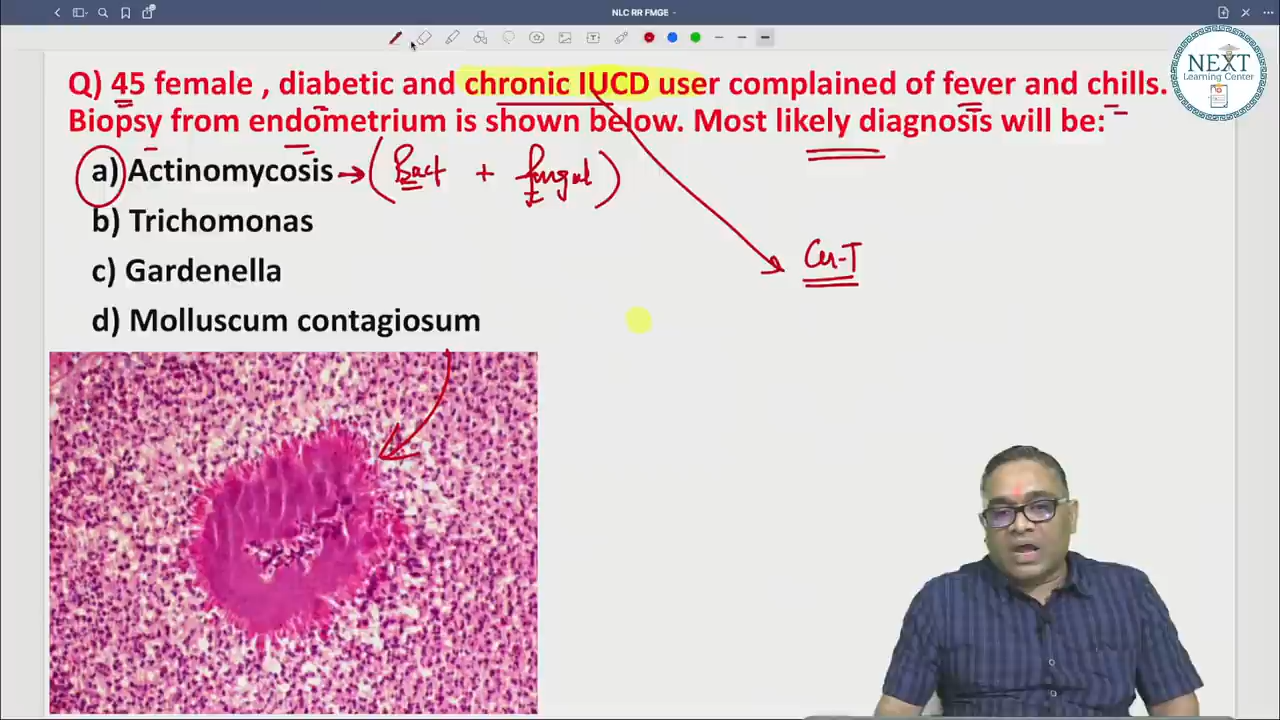 NLC RR FMGE
NEXT
Learning Center
Q) 45 female , diabetic and chronic IUCD user complained of fever and chills.
Biopsy from endometrium is shown below. Most likely diagnosis will be:
a) Actinomycosis → (Bact + fungal)
b) Trichomonas
Cu-T
c) Gardenella
d) Molluscum contagiosum